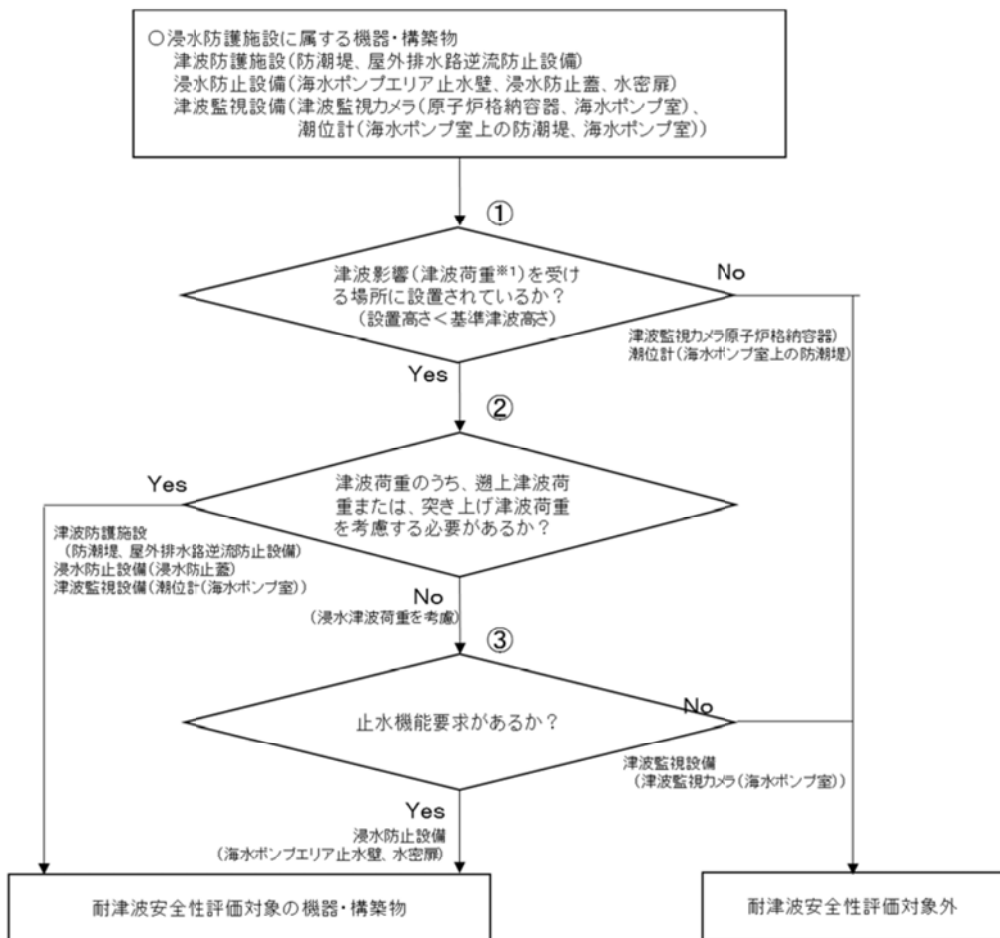 ○浸水防護施設に属する機器・構築物
津波防護施設(防潮堤、屋外排水路逆流防止設備)
浸水防止設備(海水ポンプエリア止水壁、浸水防止蓋、水密扉)
津波監視設備(津波監視カメラ(原子炉格納容器、海水ポンプ室)、
潮位計(海水ポンプ室上の防潮堤、海水ポンプ室))
①
津波影響(津波荷重※1)を受け
る場所に設置されているか?
(設置高さ<基準津波高さ)
No
津波監視カメラ原子炉格納容器)
潮位計(海水ポンプ室上の防潮堤)
Yes
②
津波荷重のうち、遡上津波荷
重または、突き上げ津波荷重
を考慮する必要があるか?
Yes
津波防護施設
(防潮堤、屋外排水路逆流防止設備)
浸水防止設備(浸水防止蓋)
津波監視設備(潮位計(海水ポンプ室))
No
(浸水津波荷重を考慮)
③
止水機能要求があるか?
No
津波監視設備
(津波監視カメラ(海水ポンプ室))
Yes
浸水防止設備
(海水ポンプエリア止水壁、水密扉)
耐津波安全性評価対象の機器・構築物
耐津波安全性評価対象外